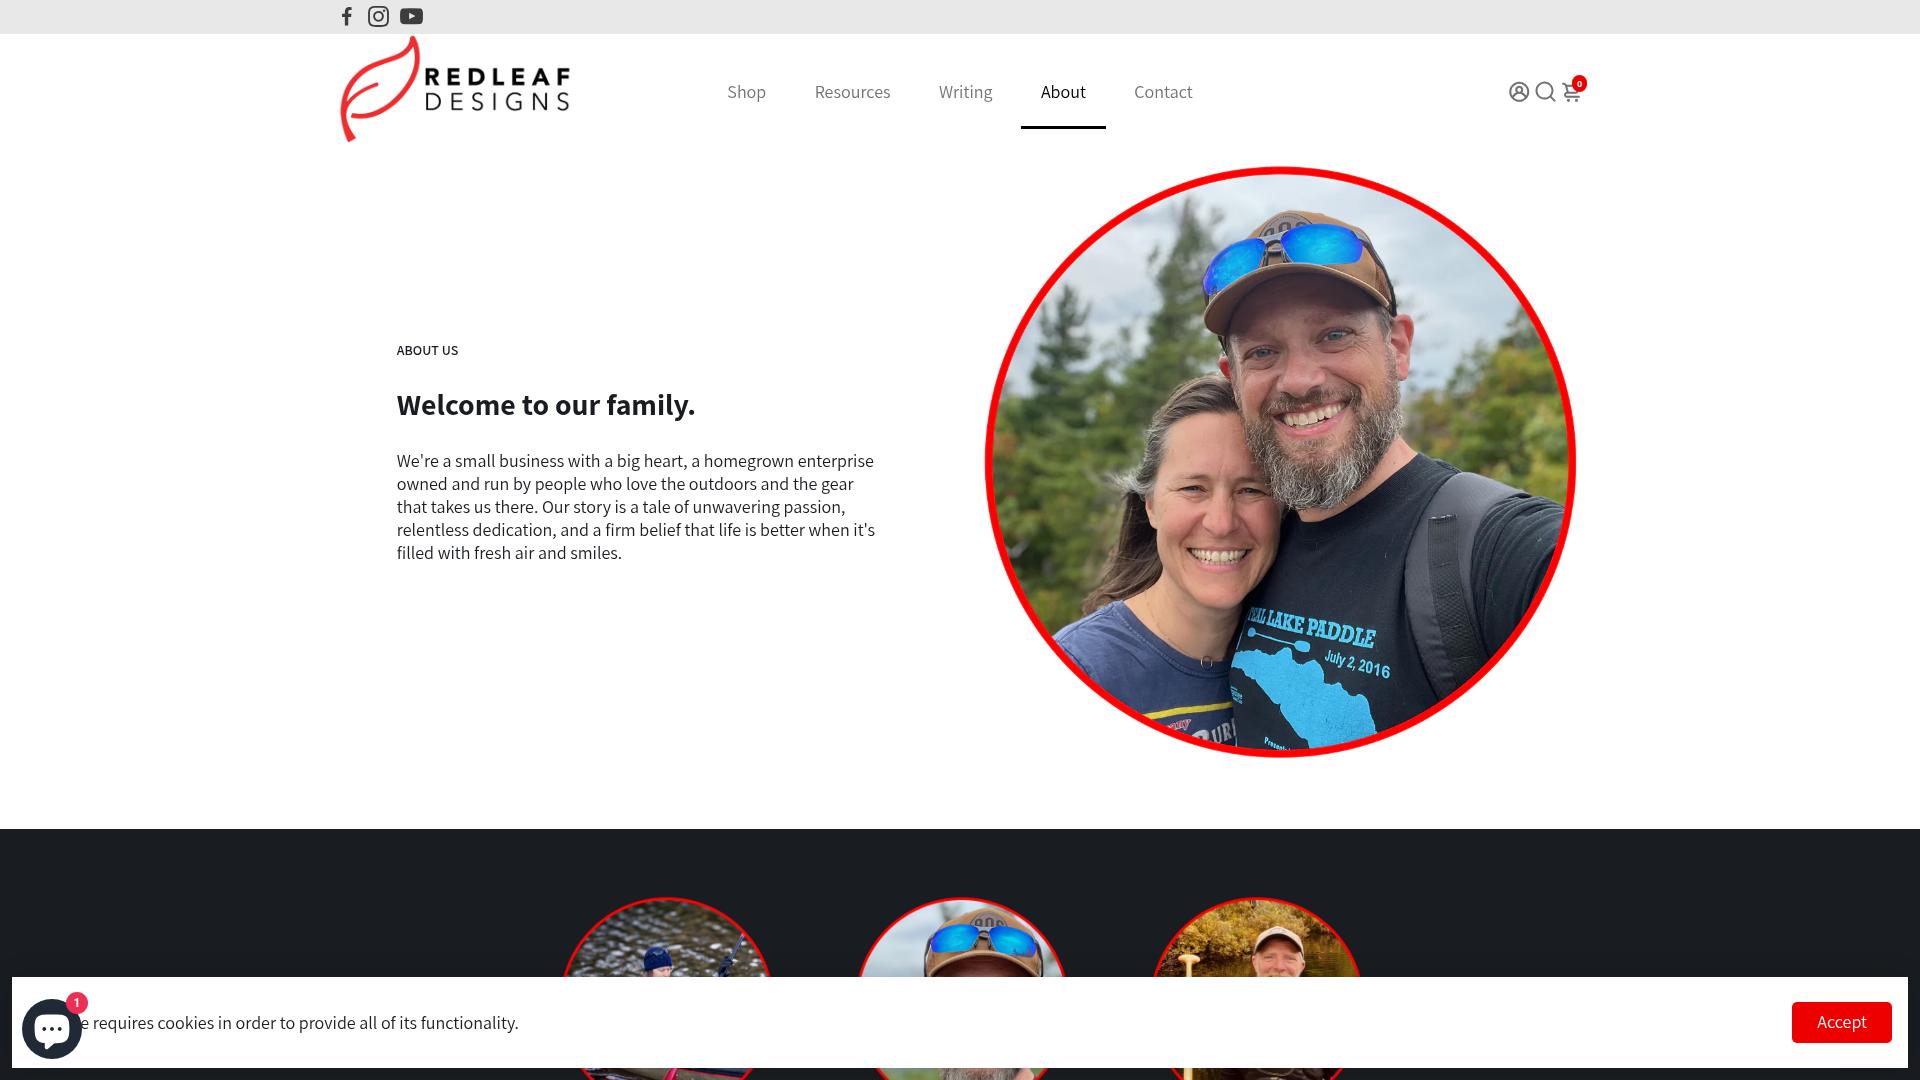 REDLEAF
DESIGNS
Shop
Resources
Writing
About
Contact
0
ABOUT US
Welcome to our family.
We're a small business with a big heart, a homegrown enterprise
owned and run by people who love the outdoors and the gear
that takes us there. Our story is a tale of unwavering passion,
relentless dedication, and a firm belief that life is better when it's
filled with fresh air and smiles.
LAKE PADDLE
July 2, 2016
1
requires cookies in order to provide all of its functionality.
Accept